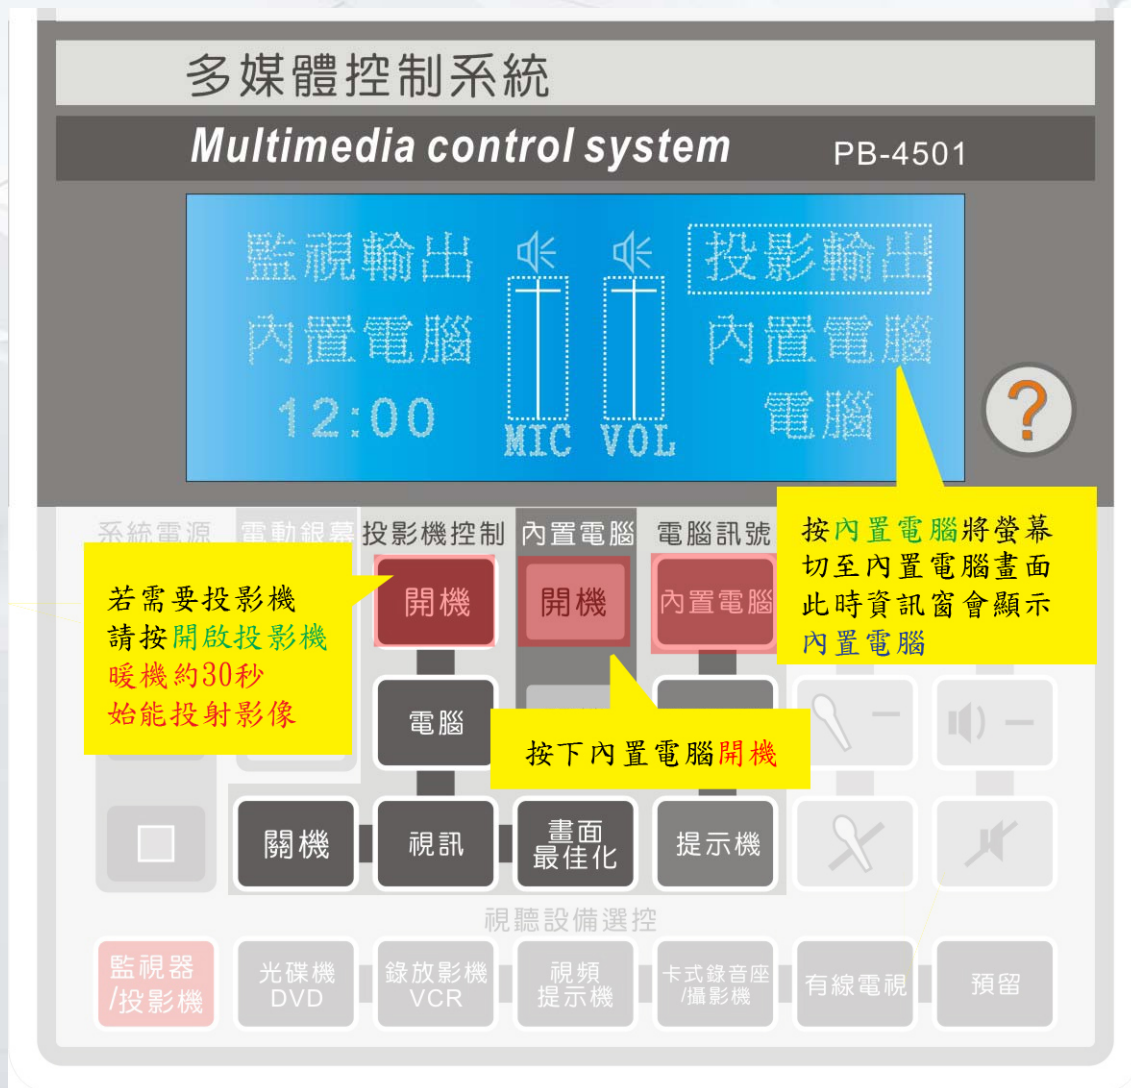 多媒體控制系統
Multimedia control system PB-4501
監視輸出 投影輸出
內置電腦 內置電腦
12:00 MIC VOL 電腦
?
系統電源 電動銀幕 投影機控制 內置電腦 電腦訊號
開機 開機 內置電腦
若需要投影機
請按開啟投影機
暖機約30秒
始能投射影像
按內置電腦將螢幕
切至內置電腦畫面
此時資訊窗會顯示
內置電腦
電腦
按下內置電腦開機
關機 視訊 畫面
最佳化
提示機
視聽設備選控
監視器
/投影機
光碟機
DVD
錄放影機
VCR
視頻
提示機
卡式錄音座
/攝影機
有線電視
預留